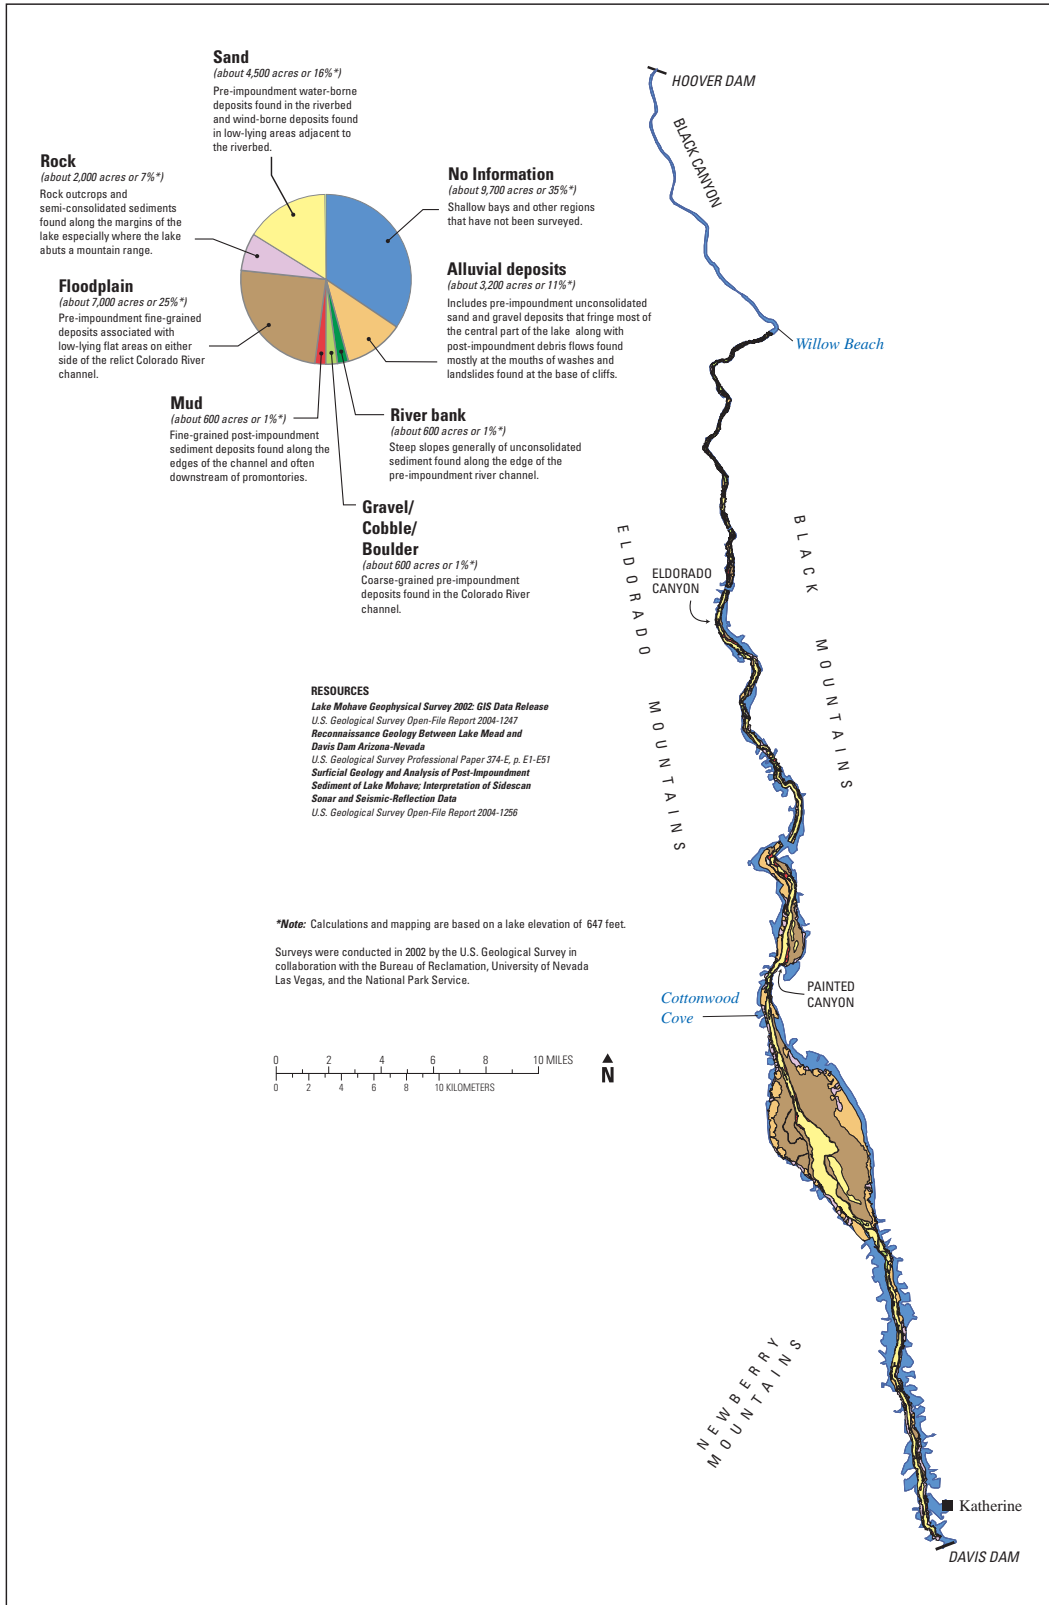 Sand
(about 4,500 acres or 16%*)
Pre-impoundment water-borne
deposits found in the riverbed
and wind-borne deposits found
in low-lying areas adjacent to
the riverbed.
Rock
(about 2,000 acres or 7%*)
Rock outcrops and
semi-consolidated sediments
found along the margins of the
lake especially where the lake
abuts a mountain range.
No Information
(about 9,700 acres or 35%*)
Shallow bays and other regions
that have not been surveyed.
Floodplain
(about 7,000 acres or 25%*)
Pre-impoundment fine-grained
deposits associated with
low-lying flat areas on either
side of the relict Colorado River
channel.
Alluvial deposits
(about 3,200 acres or 11%*)
Includes pre-impoundment unconsolidated
sand and gravel deposits that fringe most of
the central part of the lake along with
post-impoundment debris flows found
mostly at the mouths of washes and
landslides found at the base of cliffs.
Mud
(about 600 acres or 1%*)
Fine-grained post-impoundment
sediment deposits found along the
edges of the channel and often
downstream of promontories.
River bank
(about 600 acres or 1%*)
Steep slopes generally of unconsolidated
sediment found along the edge of the
pre-impoundment river channel.
Gravel/
Cobble/
Boulder
(about 600 acres or 1%*)
Coarse-grained pre-impoundment
deposits found in the Colorado River
channel.
RESOURCES
Lake Mohave Geophysical Survey 2002: GIS Data Release
U.S. Geological Survey Open-File Report 2004-1247
Reconnaissance Geology Between Lake Mead and
Davis Dam Arizona-Nevada
U.S. Geological Survey Professional Paper 374-E, p. E1-E51
Surficial Geology and Analysis of Post-Impoundment
Sediment of Lake Mohave; Interpretation of Sidescan
Sonar and Seismic-Reflection Data
U.S. Geological Survey Open-File Report 2004-1256
*Note: Calculations and mapping are based on a lake elevation of 647 feet.
Surveys were conducted in 2002 by the U.S. Geological Survey in
collaboration with the Bureau of Reclamation, University of Nevada
Las Vegas, and the National Park Service.
0 2 4 6 8 10 MILES
0 2 4 6 8 10 KILOMETERS
N
HOOVER DAM
BLACK CANYON
Willow Beach
ELDORADO MOUNTAINS
BLACK MOUNTAINS
ELDORADO
CANYON
PAINTED
CANYON
Cottonwood
Cove
NEWBERRY
MOUNTAINS
Katherine
DAVIS DAM